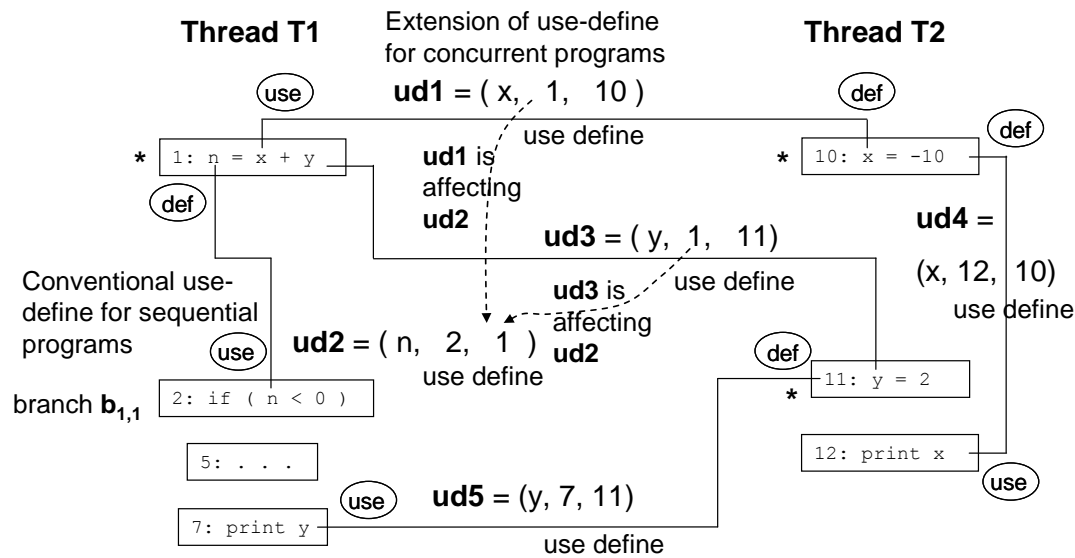 Thread T1
Extension of use-define
for concurrent programs
Thread T2
ud1 = ( x, 1, 10 )
use
def
use define
def
* 1: n = x + y
ud1 is
affecting
ud2
* 10: x = -10
def
ud4 =
ud3 = ( y, 1, 11)
(x, 12, 10)
use define
use define
Conventional use-
define for sequential
programs
ud3 is
affecting
ud2
use
ud2 = ( n, 2, 1 )
use define
def
branch b1,1
2: if ( n < 0 )
11: y = 2
*
5: . . .
12: print x
use
use
ud5 = (y, 7, 11)
7: print y
use define